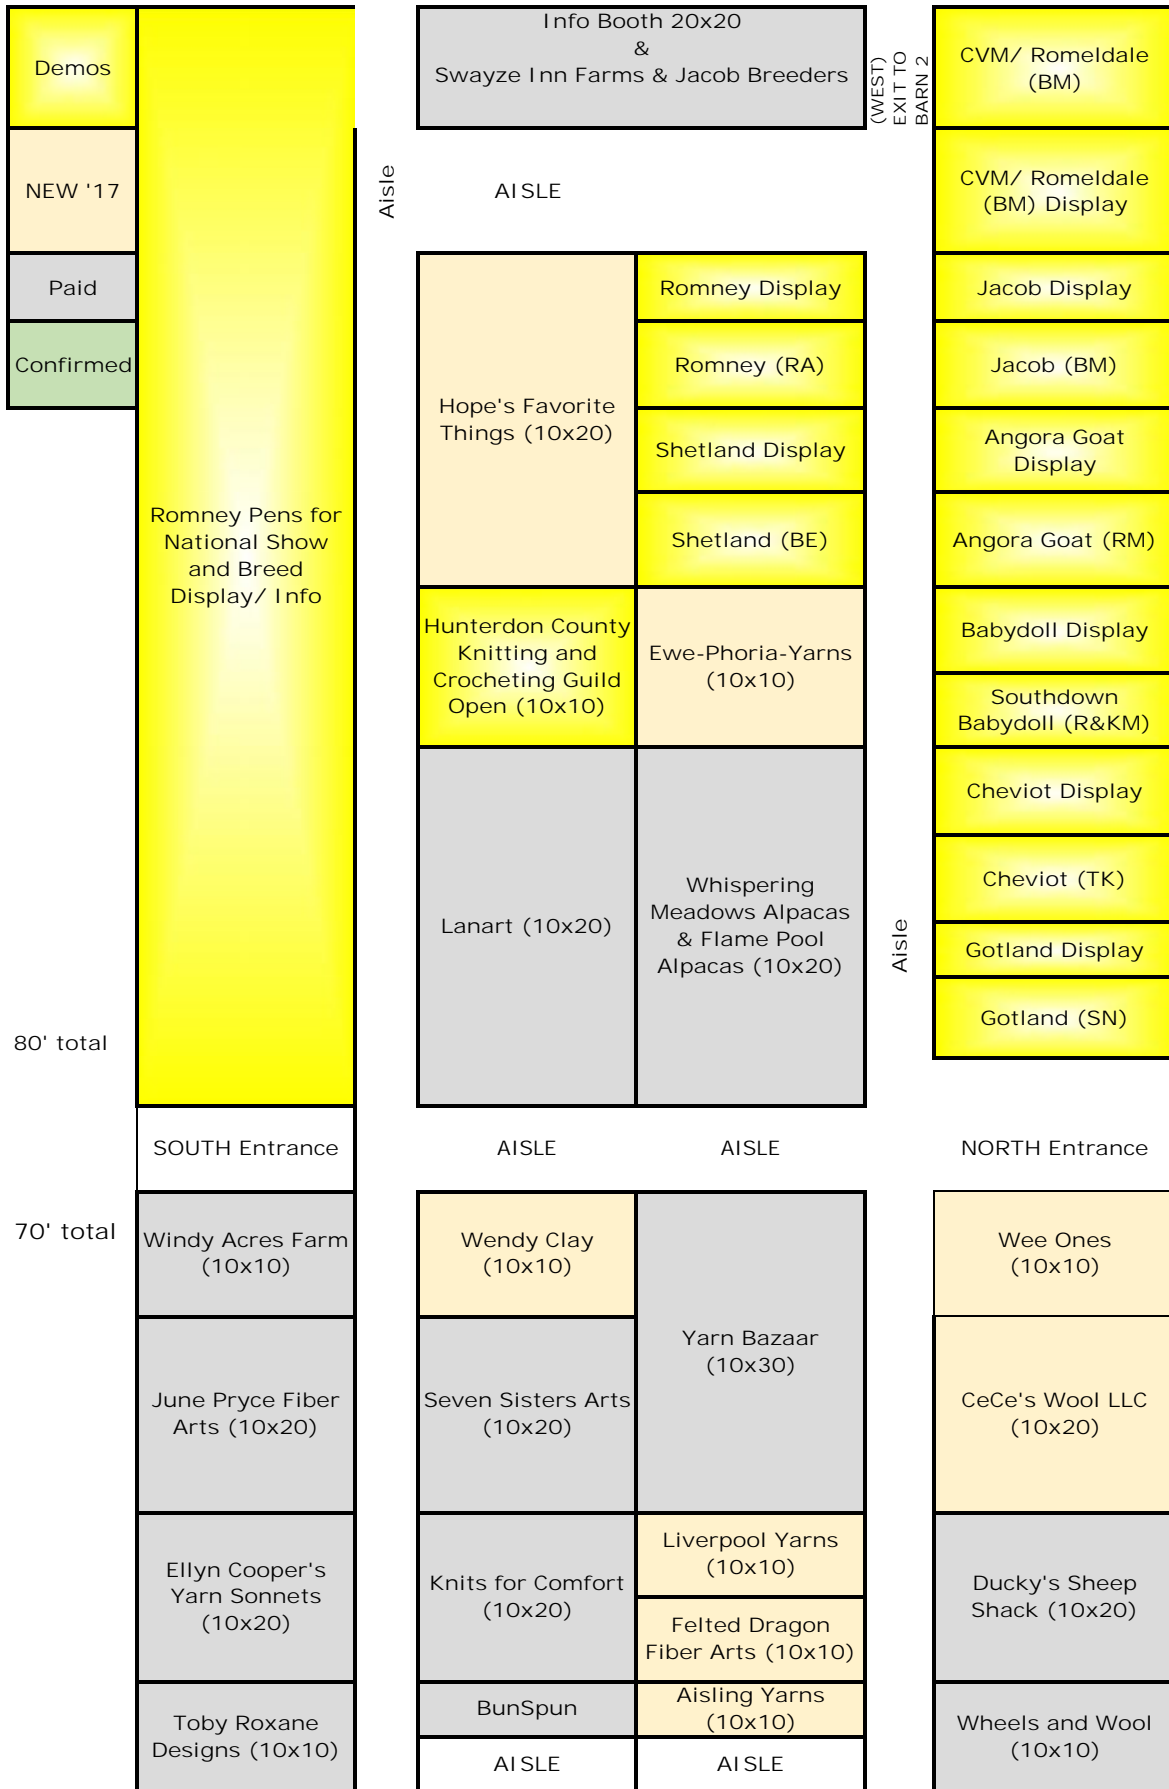 Demos
NEW '17
Paid
Confirmed
80' total
70' total
Romney Pens for
National Show
and Breed
Display/ Info
SOUTH Entrance
Windy Acres Farm
(10x10)
June Pryce Fiber
Arts (10x20)
Ellyn Cooper's
Yarn Sonnets
(10x20)
Toby Roxane
Designs (10x10)
Aisle
Info Booth 20x20
&
Swayze Inn Farms & Jacob Breeders
AISLE
Hope's Favorite
Things (10x20)
Hunterdon County
Knitting and
Crocheting Guild
Open (10x10)
Lanart (10x20)
AISLE
Wendy Clay
(10x10)
Seven Sisters Arts
(10x20)
Knits for Comfort
(10x20)
BunSpun
AISLE
Romney Display
Romney (RA)
Shetland Display
Shetland (BE)
Ewe-Phoria-Yarns
(10x10)
Whispering
Meadows Alpacas
& Flame Pool
Alpacas (10x20)
AISLE
Yarn Bazaar
(10x30)
Liverpool Yarns
(10x10)
Felted Dragon
Fiber Arts (10x10)
Aisling Yarns
(10x10)
AISLE
(WEST)
EXIT TO
BARN 2
Aisle
CVM/ Romeldale
(BM)
CVM/ Romeldale
(BM) Display
Jacob Display
Jacob (BM)
Angora Goat
Display
Angora Goat (RM)
Babydoll Display
Southdown
Babydoll (R&KM)
Cheviot Display
Cheviot (TK)
Gotland Display
Gotland (SN)
NORTH Entrance
Wee Ones
(10x10)
CeCe's Wool LLC
(10x20)
Ducky's Sheep
Shack (10x20)
Wheels and Wool
(10x10)